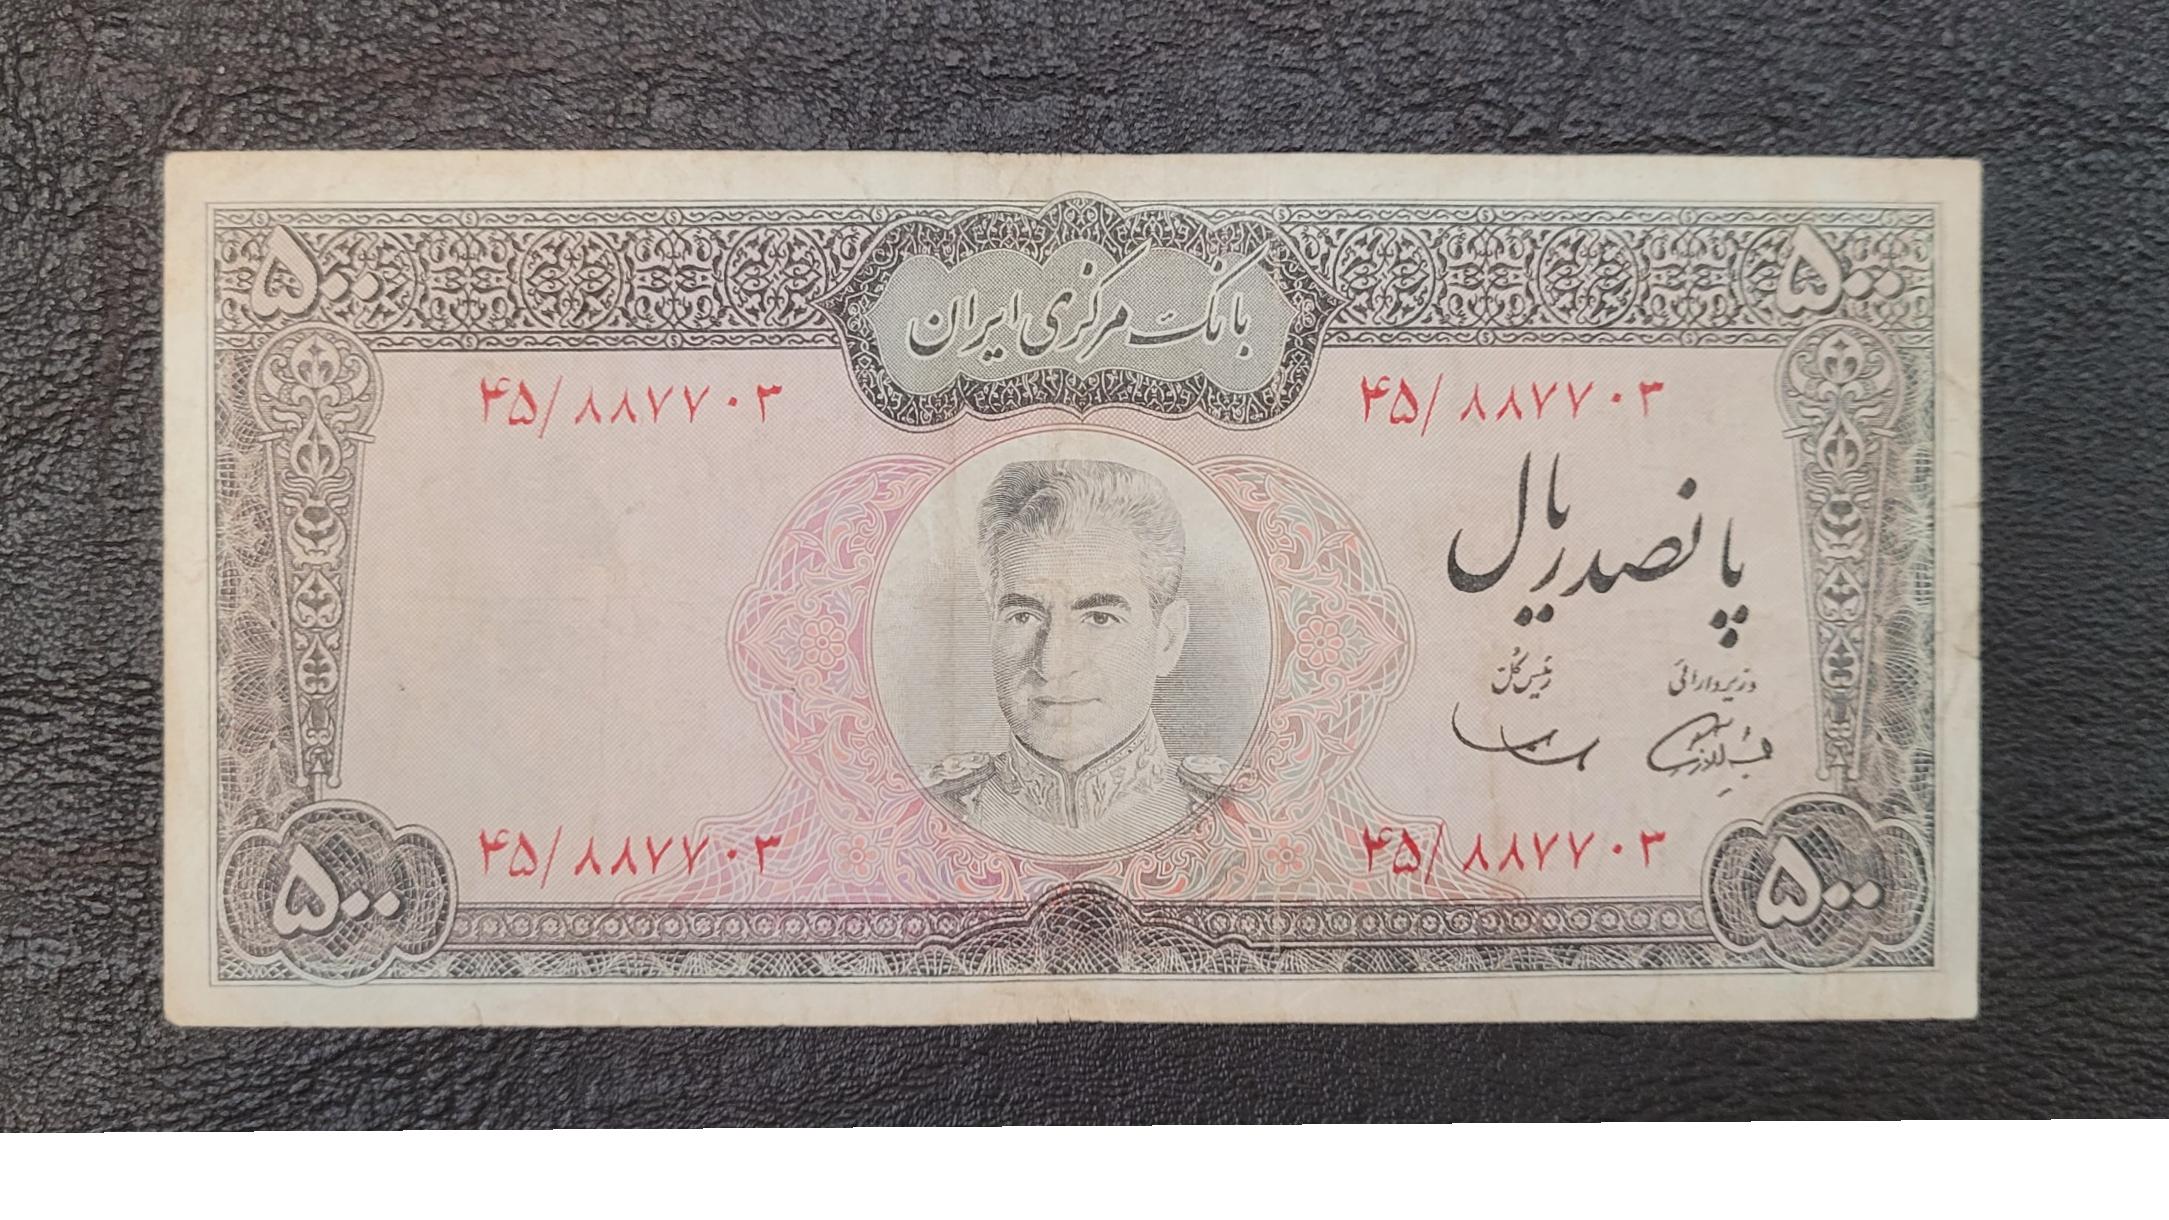 ۵۰۰
۵۰۰
بانک مرکزی ایران
۴۵/۸۸۷۷۰۳
۴۵/۸۸۷۷۰۳
پانصد ریال
وزیر دارائی
رئیس کل
۴۵/۸۸۷۷۰۳
۴۵/۸۸۷۷۰۳
۵۰۰
۵۰۰